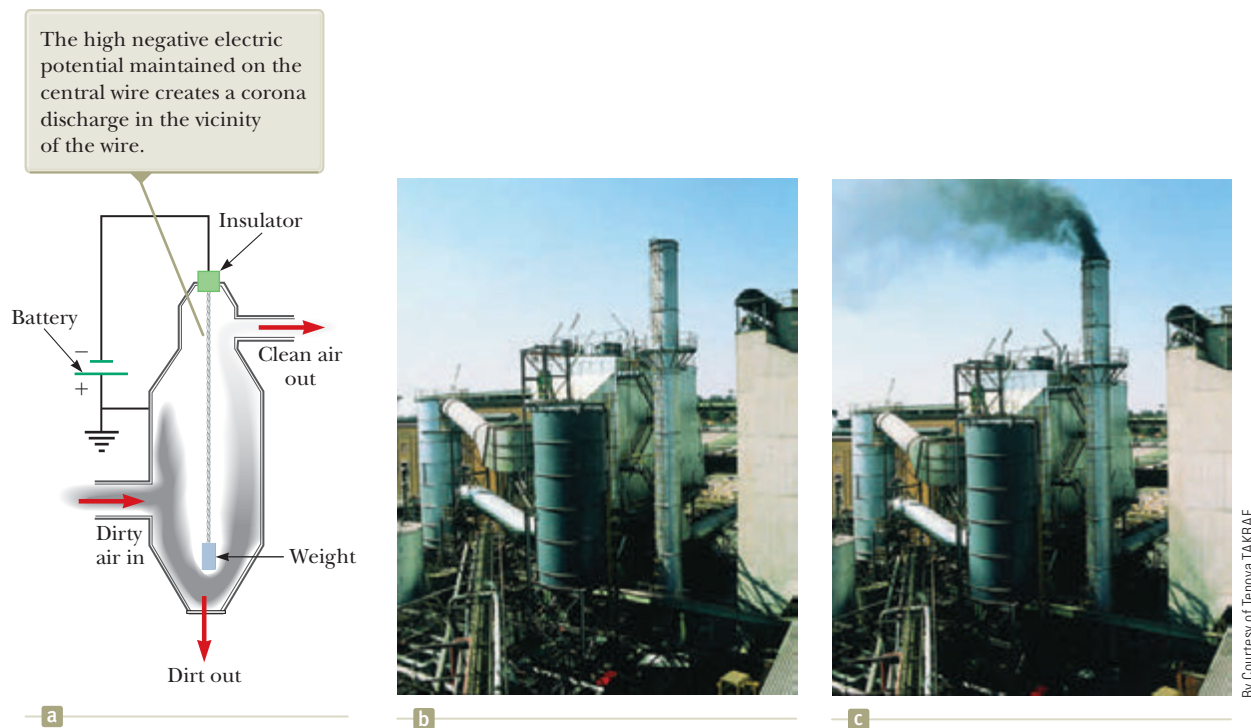 The high negative electric
potential maintained on the
central wire creates a corona
discharge in the vicinity
of the wire.
Insulator
Battery
−
+
Clean air
out
Dirty
air in
Weight
Dirt out
a
b
c
By Courtesy of Tenova TAKRAF